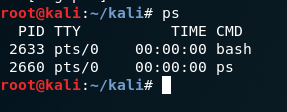 root@kali:~/kali# ps
  PID TTY          TIME CMD
 2633 pts/0    00:00:00 bash
 2660 pts/0    00:00:00 ps
root@kali:~/kali#